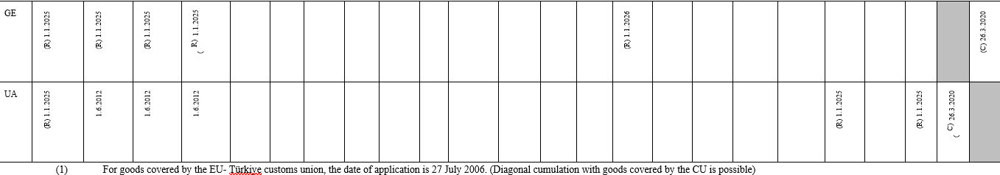 GE (R) 1.1.2025 (R) 1.1.2025 (R) 1.1.2025 (R) 1.1.2025 (R) 1.1.2026 (C) 26.3.2020
UA (R) 1.1.2025 1.6.2012 1.6.2012 1.6.2012 (R) 1.1.2025 (R) 1.1.2025 (C) 26.3.2020
(1) For goods covered by the EU- Türkiye customs union, the date of application is 27 July 2006. (Diagonal cumulation with goods covered by the CU is possible)